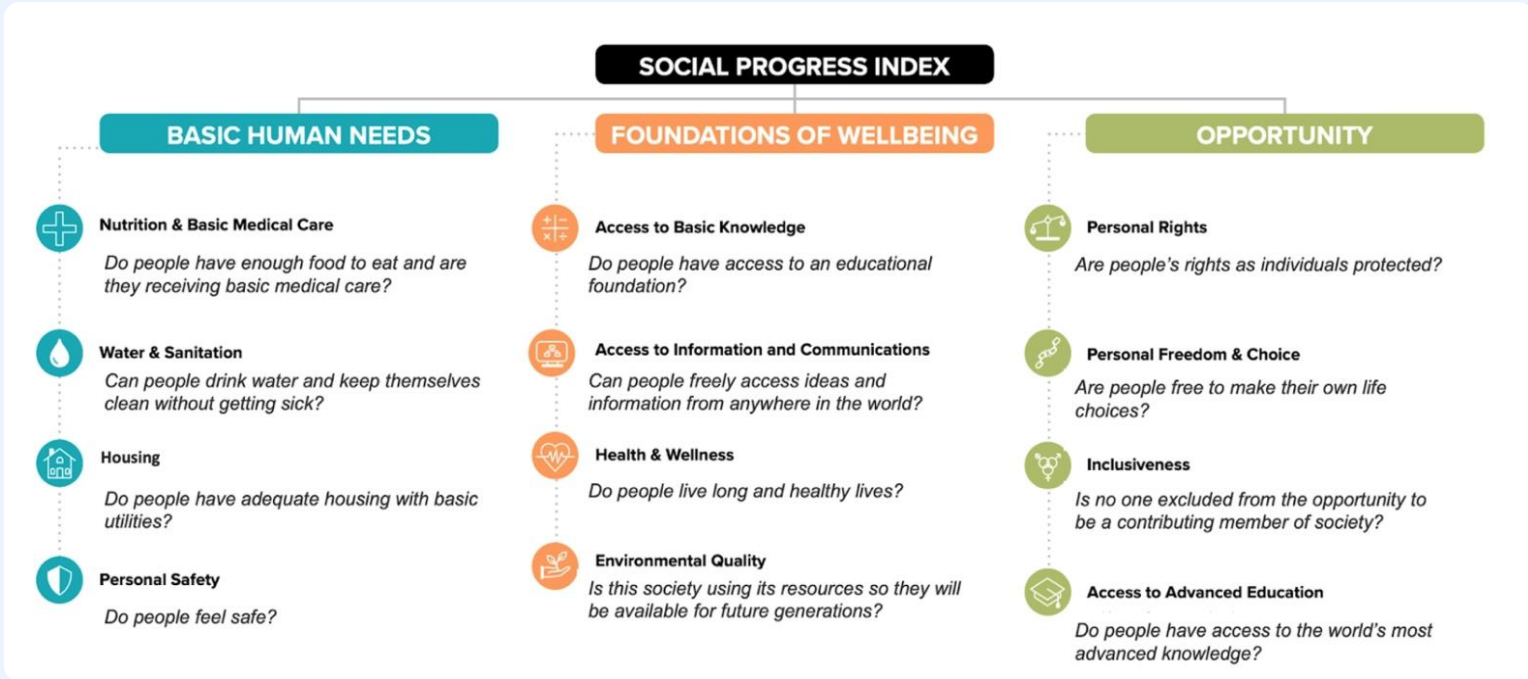 SOCIAL PROGRESS INDEX
BASIC HUMAN NEEDS
Nutrition & Basic Medical Care
Do people have enough food to eat and are
they receiving basic medical care?
Water & Sanitation
Can people drink water and keep themselves
clean without getting sick?
Housing
Do people have adequate housing with basic
utilities?
Personal Safety
Do people feel safe?
FOUNDATIONS OF WELLBEING
Access to Basic Knowledge
Do people have access to an educational
foundation?
Access to Information and Communications
Can people freely access ideas and
information from anywhere in the world?
Health & Wellness
Do people live long and healthy lives?
Environmental Quality
Is this society using its resources so they will
be available for future generations?
OPPORTUNITY
Personal Rights
Are people’s rights as individuals protected?
Personal Freedom & Choice
Are people free to make their own life
choices?
Inclusiveness
Is no one excluded from the opportunity to
be a contributing member of society?
Access to Advanced Education
Do people have access to the world’s most
advanced knowledge?